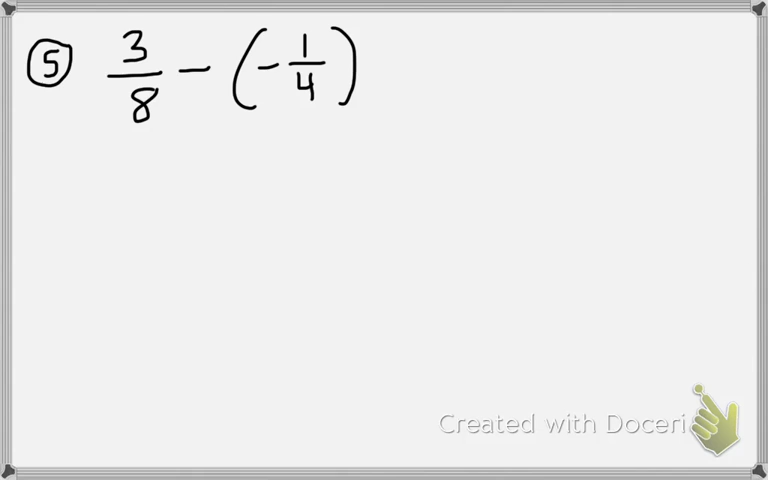 ⑤ 3/8 - (-1/4)
Created with Doceri